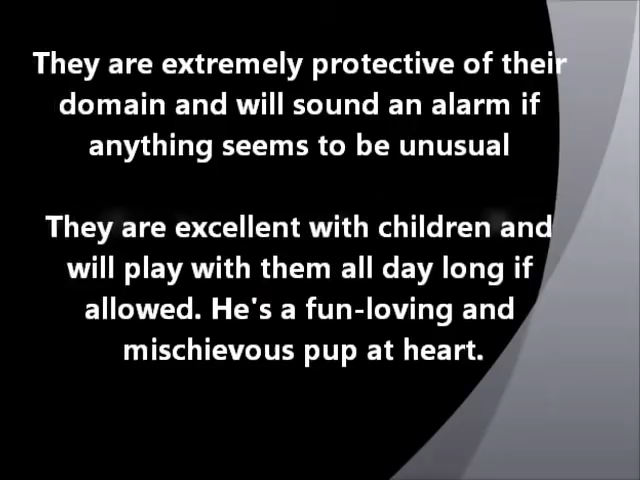 They are extremely protective of their
domain and will sound an alarm if
anything seems to be unusual
They are excellent with children and
will play with them all day long if
allowed. He's a fun-loving and
mischievous pup at heart.